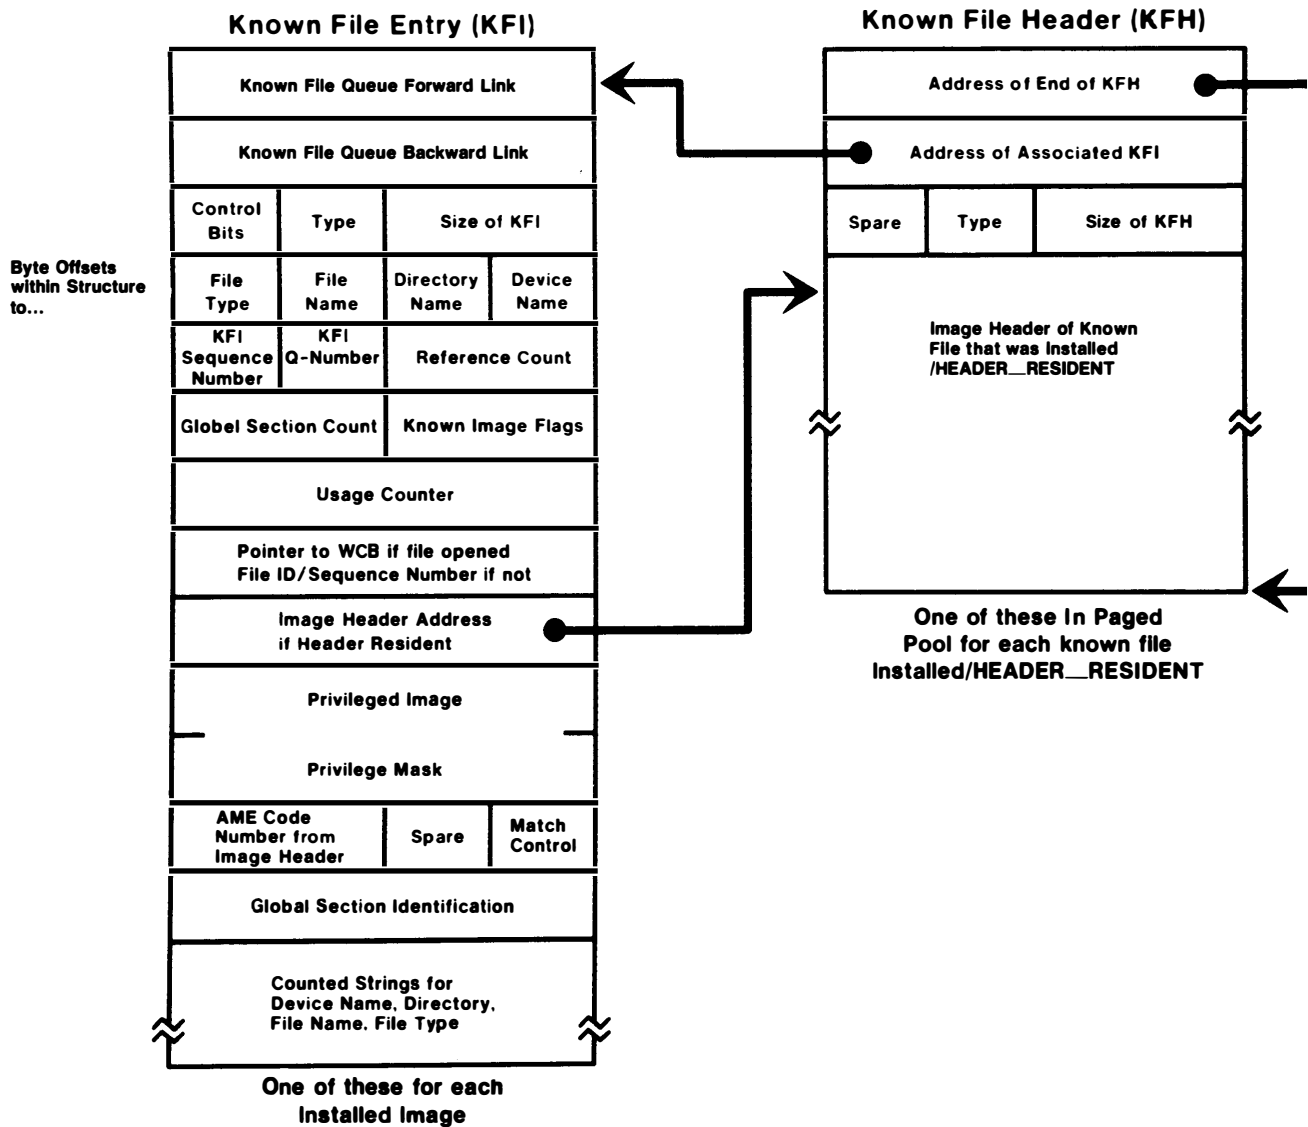 Known File Entry (KFI)
Known File Queue Forward Link
Known File Queue Backward Link
Control
Bits
Type
Size of KFI
Byte Offsets
within Structure
to...
File
Type
File
Name
Directory
Name
Device
Name
KFI
Sequence
Number
KFI
Q-Number
Reference Count
Globel Section Count
Known Image Flags
Usage Counter
Pointer to WCB if file opened
File ID/Sequence Number if not
Image Header Address
if Header Resident
Privileged Image
Privilege Mask
AME Code
Number from
Image Header
Spare
Match
Control
Global Section Identification
Counted Strings for
Device Name, Directory,
File Name. File Type
One of these for each
Installed Image
Known File Header (KFH)
Address of End of KFH
Address of Associated KFI
Spare
Type
Size of KFH
Image Header of Known
File that was Installed
/HEADER__RESIDENT
One of these In Paged
Pool for each known file
Installed/HEADER__RESIDENT